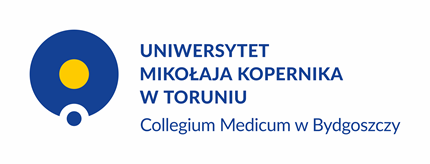 UNIWERSYTET
MIKOŁAJA KOPERNIKA
W TORUNIU
Collegium Medicum w Bydgoszczy